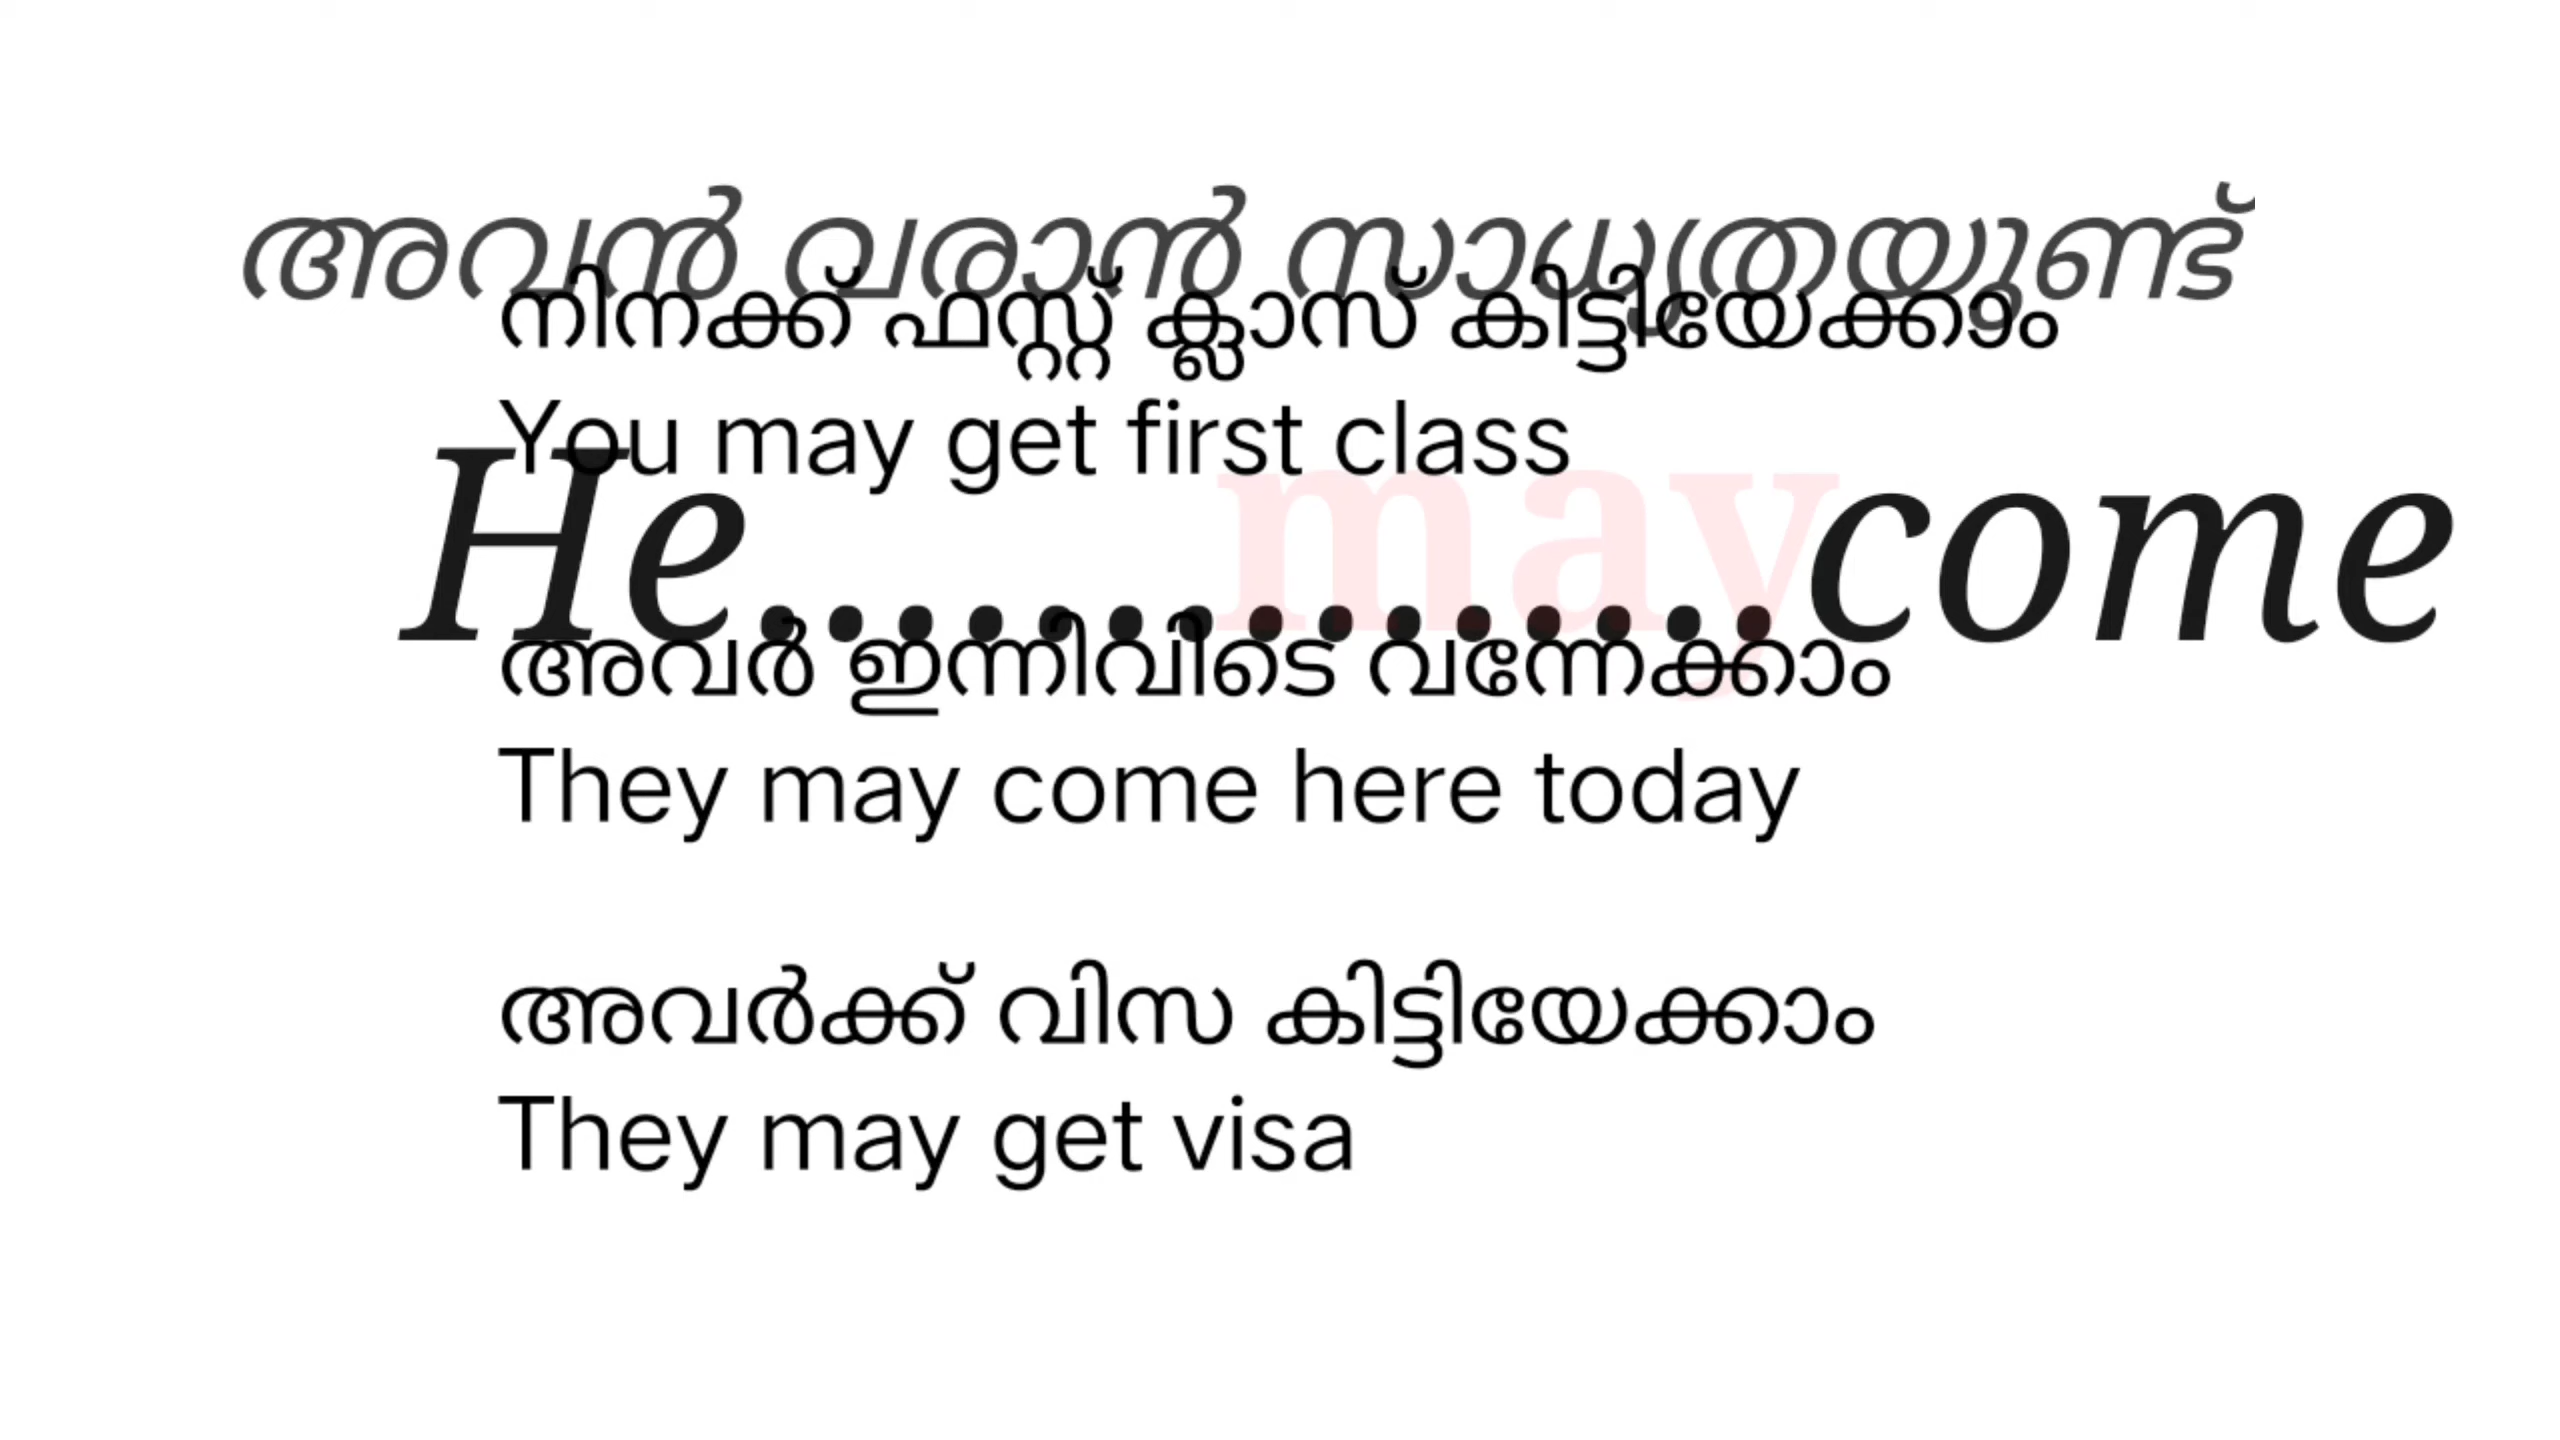 അവൻ വരാൻ സാധ്യതയുണ്ട്
നിനക്ക് ഫസ്റ്റ് ക്ലാസ് കിട്ടിയേക്കാം
You may get first class
He...............come
may
അവർ ഇന്നിവിടെ വന്നേക്കാം
They may come here today
അവർക്ക് വിസ കിട്ടിയേക്കാം
They may get visa